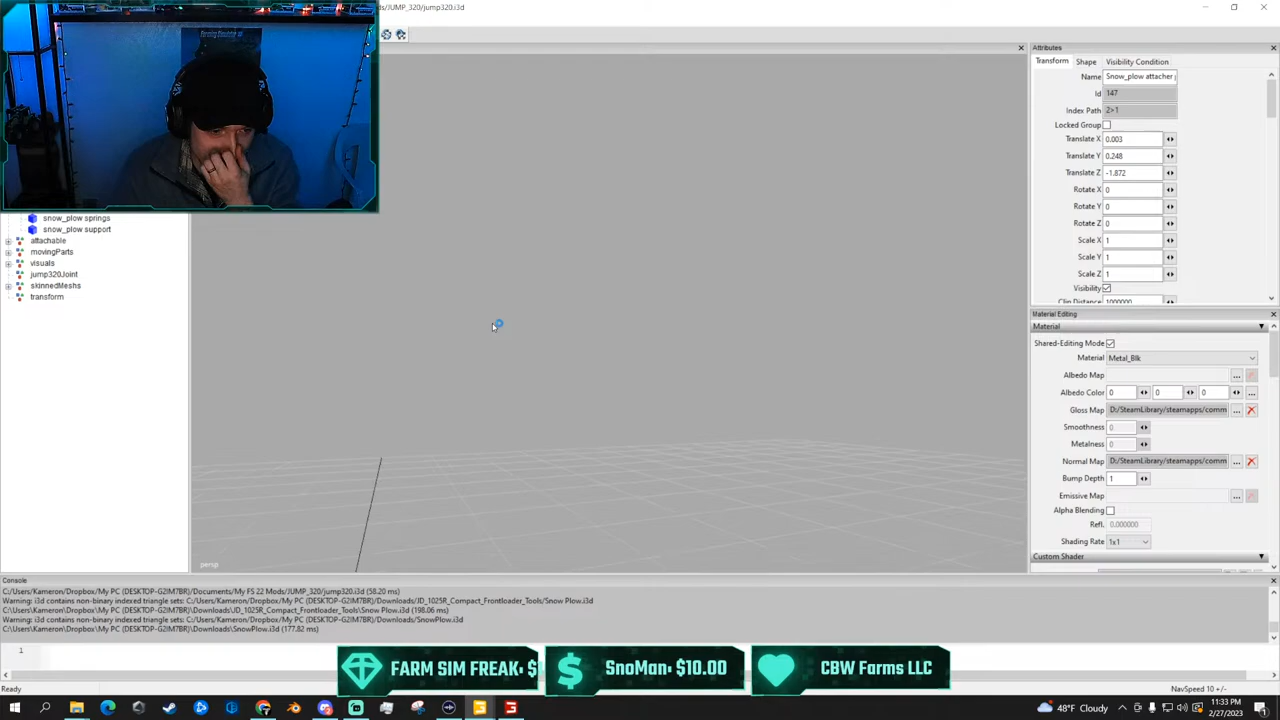 /JUMP_320/jump320.i3d
Attributes
Transform Shape Visibility Condition
Name Snow_plow attacher
Id 147
Index Path 2>1
Locked Group
Translate X 0.003
Translate Y 0.248
Translate Z -1.872
Rotate X 0
Rotate Y 0
Rotate Z 0
Scale X 1
Scale Y 1
Scale Z 1
Visibility
Clip Distance 1000000
snow_plow springs
snow_plow support
attachable
movingParts
visuals
jump320Joint
skinnedMeshs
transform
persp
Material Editing
Material
Shared-Editing Mode
Material Metal_Blk
Albedo Map
Albedo Color 0 0 0
Gloss Map D:/SteamLibrary/steamapps/comm
Smoothness 0
Metalness 0
Normal Map D:/SteamLibrary/steamapps/comm
Bump Depth 1
Emissive Map
Alpha Blending
Refl. 0.000000
Shading Rate 1x1
Custom Shader
Console
C:/Users/Kameron/Dropbox/My PC (DESKTOP-G2IM7BR)/Documents/My FS 22 Mods/JUMP_320/jump320.i3d (58.20 ms)
Warning: i3d contains non-binary indexed triangle sets: C:/Users/Kameron/Dropbox/My PC (DESKTOP-G2IM7BR)/Downloads/JD_1025R_Compact_Frontloader_Tools/Snow Plow.i3d
C:\Users\Kameron\Dropbox\My PC (DESKTOP-G2IM7BR)\Downloads\JD_1025R_Compact_Frontloader_Tools\Snow Plow.i3d (198.06 ms)
Warning: i3d contains non-binary indexed triangle sets: C:/Users/Kameron/Dropbox/My PC (DESKTOP-G2IM7BR)/Downloads/SnowPlow.i3d
C:\Users\Kameron\Dropbox\My PC (DESKTOP-G2IM7BR)\Downloads\SnowPlow.i3d (177.82 ms)
1
FARM SIM FREAK: $
SnoMan: $10.00
CBW Farms LLC
Ready
NavSpeed 10 +/-
48°F Cloudy
11:33 PM
2/27/2023